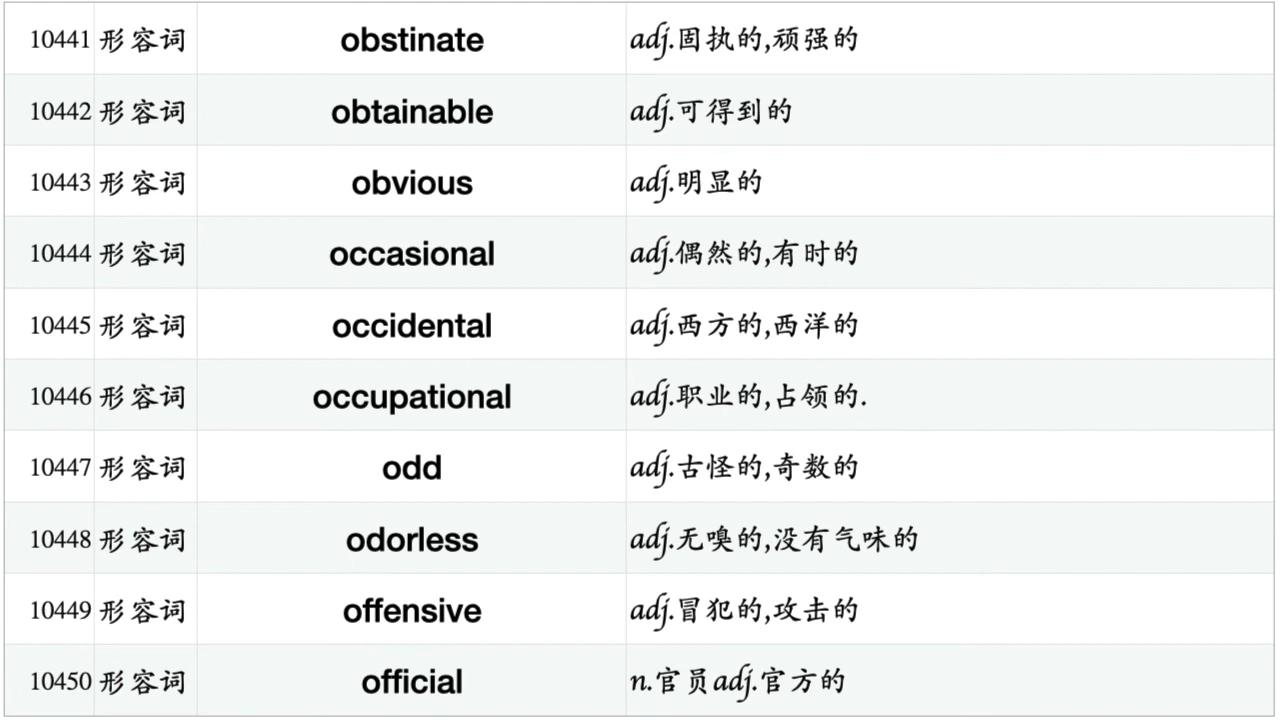 10441 形容词 obstinate adj.固执的,顽强的
10442 形容词 obtainable adj.可得到的
10443 形容词 obvious adj.明显的
10444 形容词 occasional adj.偶然的,有时的
10445 形容词 occidental adj.西方的,西洋的
10446 形容词 occupational adj.职业的,占领的.
10447 形容词 odd adj.古怪的,奇数的
10448 形容词 odorless adj.无嗅的,没有气味的
10449 形容词 offensive adj.冒犯的,攻击的
10450 形容词 official n.官员adj.官方的